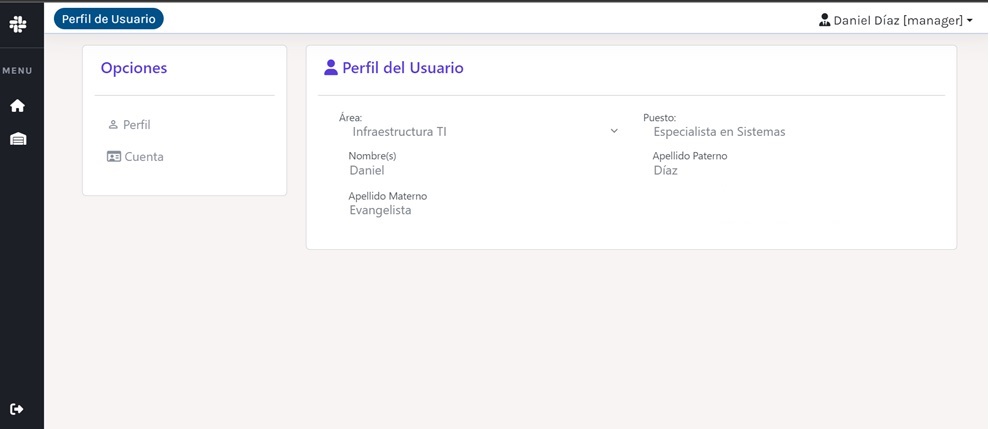 Perfil de Usuario
Daniel Díaz [manager]
MENU
Opciones
Perfil
Cuenta
Perfil del Usuario
Área:
Infraestructura TI
Puesto:
Especialista en Sistemas
Nombre(s)
Daniel
Apellido Paterno
Díaz
Apellido Materno
Evangelista